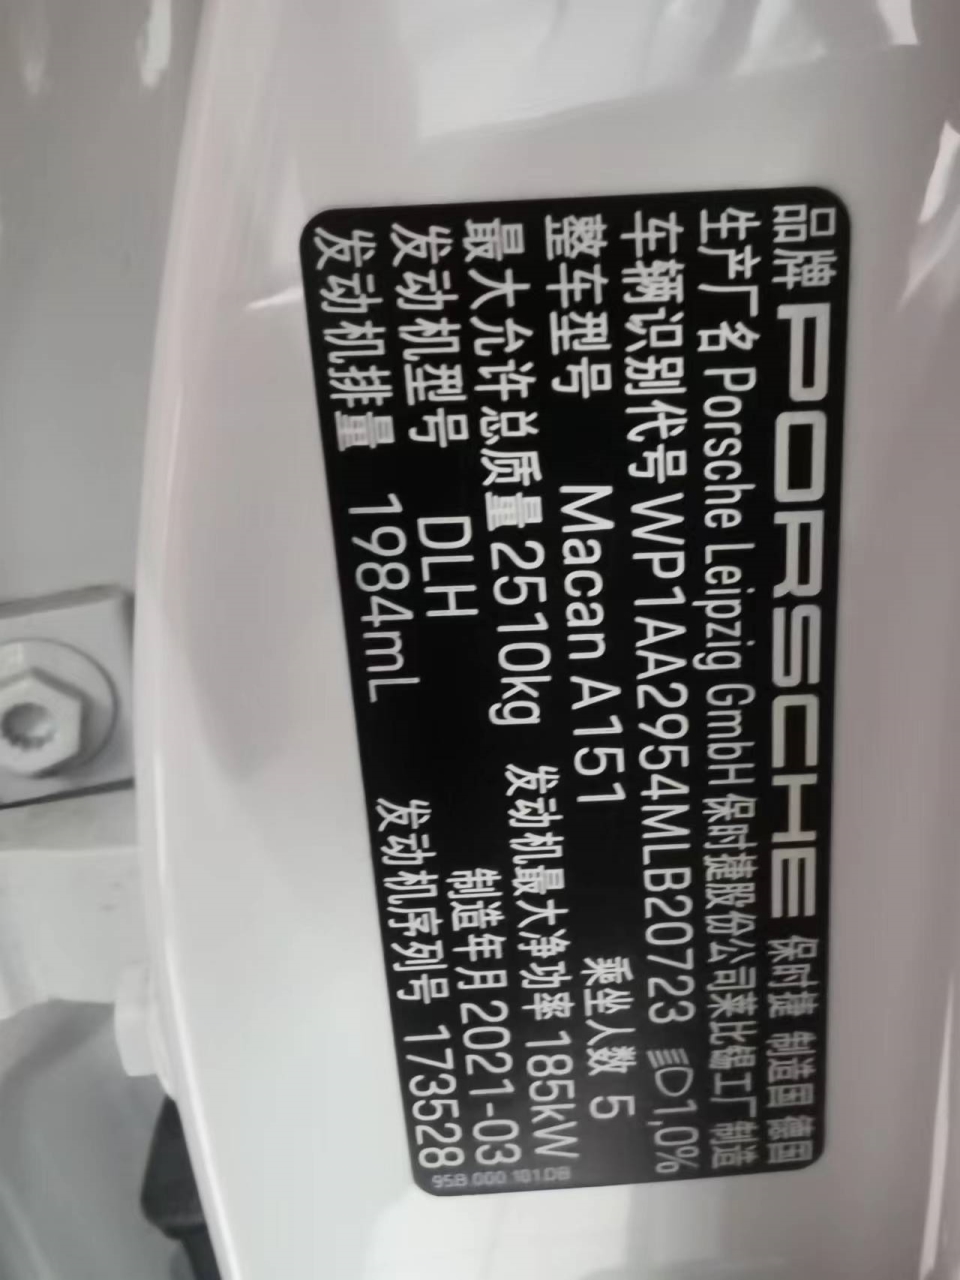 品牌 PORSCHE 保时捷 制造国 德国
生产厂名 Porsche Leipzig GmbH 保时捷股份公司莱比锡工厂制造
车辆识别代号 WP1AA2954MLB20723 1,0%
整车型号 Macan A151 乘坐人数 5
最大允许总质量 2510kg 发动机最大净功率 185kW
发动机型号 DLH 制造年月 2021-03
发动机排量 1984mL 发动机序列号 173528
95B.000.101.DB